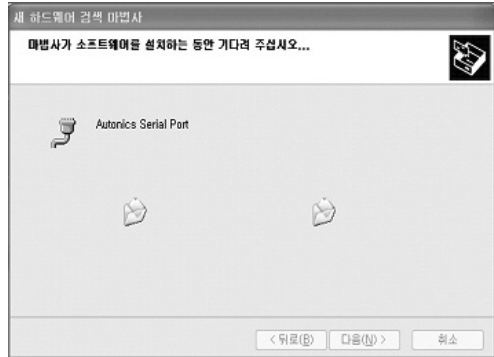 새 하드웨어 검색 마법사
마법사가 소프트웨어를 설치하는 동안 기다려 주십시오...
Autonics Serial Port
< 뒤로(B)
다음(N) >
취소